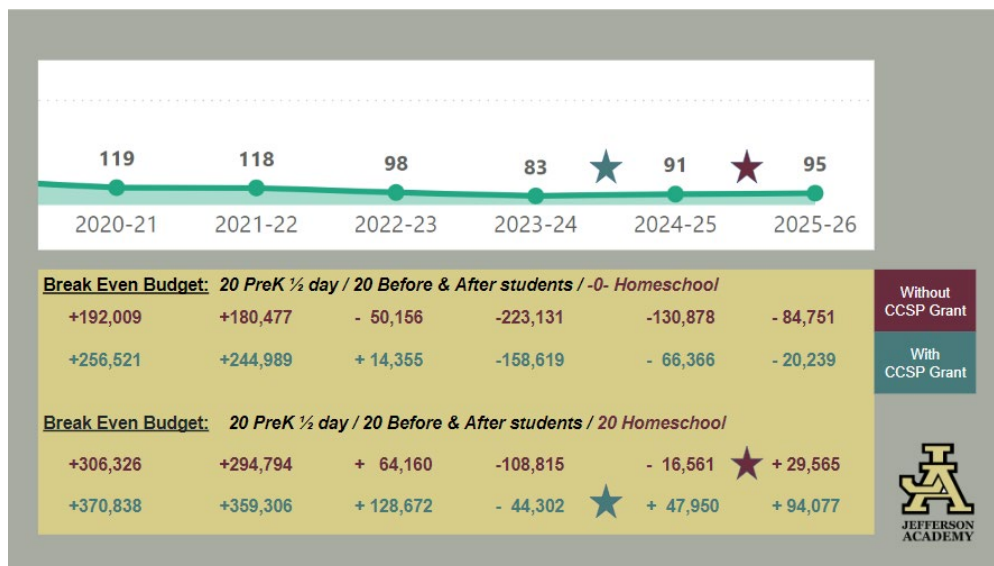 119 118 98 83 91 95
2020-21 2021-22 2022-23 2023-24 2024-25 2025-26
Break Even Budget: 20 PreK ½ day / 20 Before & After students / -0- Homeschool
Without
CCSP Grant
+192,009 +180,477 - 50,156 -223,131 -130,878 - 84,751
With
CCSP Grant
+256,521 +244,989 + 14,355 -158,619 - 66,366 - 20,239
Break Even Budget: 20 PreK ½ day / 20 Before & After students / 20 Homeschool
+306,326 +294,794 + 64,160 -108,815 - 16,561 + 29,565
+370,838 +359,306 + 128,672 - 44,302 + 47,950 + 94,077
JA
JEFFERSON
ACADEMY